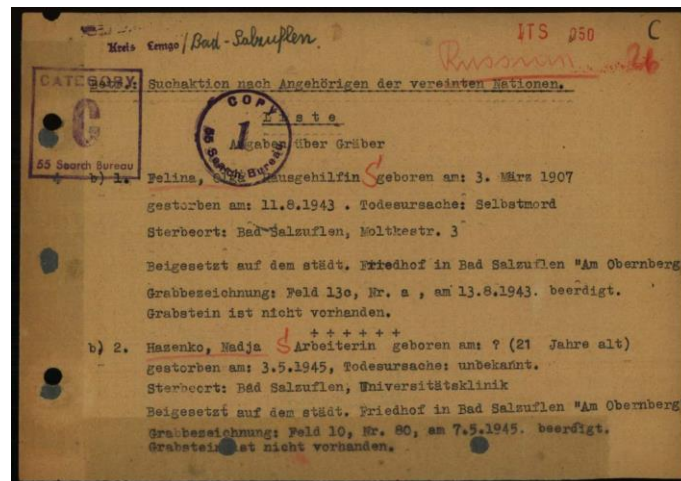 Kreis Lemgo / Bad-Salzuflen.
ITS 050
C
Russian 26
CATEGORY
C
55 Search Bureau
Betr.: Suchaktion nach Angehörigen der vereinten Nationen.
COPY
1
55 Search Bureau
Liste
Angaben über Gräber
b) 1. Felina, Olga Hausgehilfin geboren am: 3. März 1907
gestorben am: 11.8.1943 . Todesursache: Selbstmord
Sterbeort: Bad Salzuflen, Moltkestr. 3
Beigesetzt auf dem städt. Friedhof in Bad Salzuflen "Am Obernberg
Grabbezeichnung: Feld 13c, Nr. a , am 13.8.1943. beerdigt.
Grabstein ist nicht vorhanden.
+ + + + + +
b) 2. Hazenko, Nadja Arbeiterin geboren am: ? (21 Jahre alt)
gestorben am: 3.5.1945, Todesursache: unbekannt.
Sterbeort: Bad Salzuflen, Universitätsklinik
Beigesetzt auf dem städt. Friedhof in Bad Salzuflen "Am Obernberg
Grabbezeichnung: Feld 10, Nr. 80, am 7.5.1945. beerdigt.
Grabstein ist nicht vorhanden.